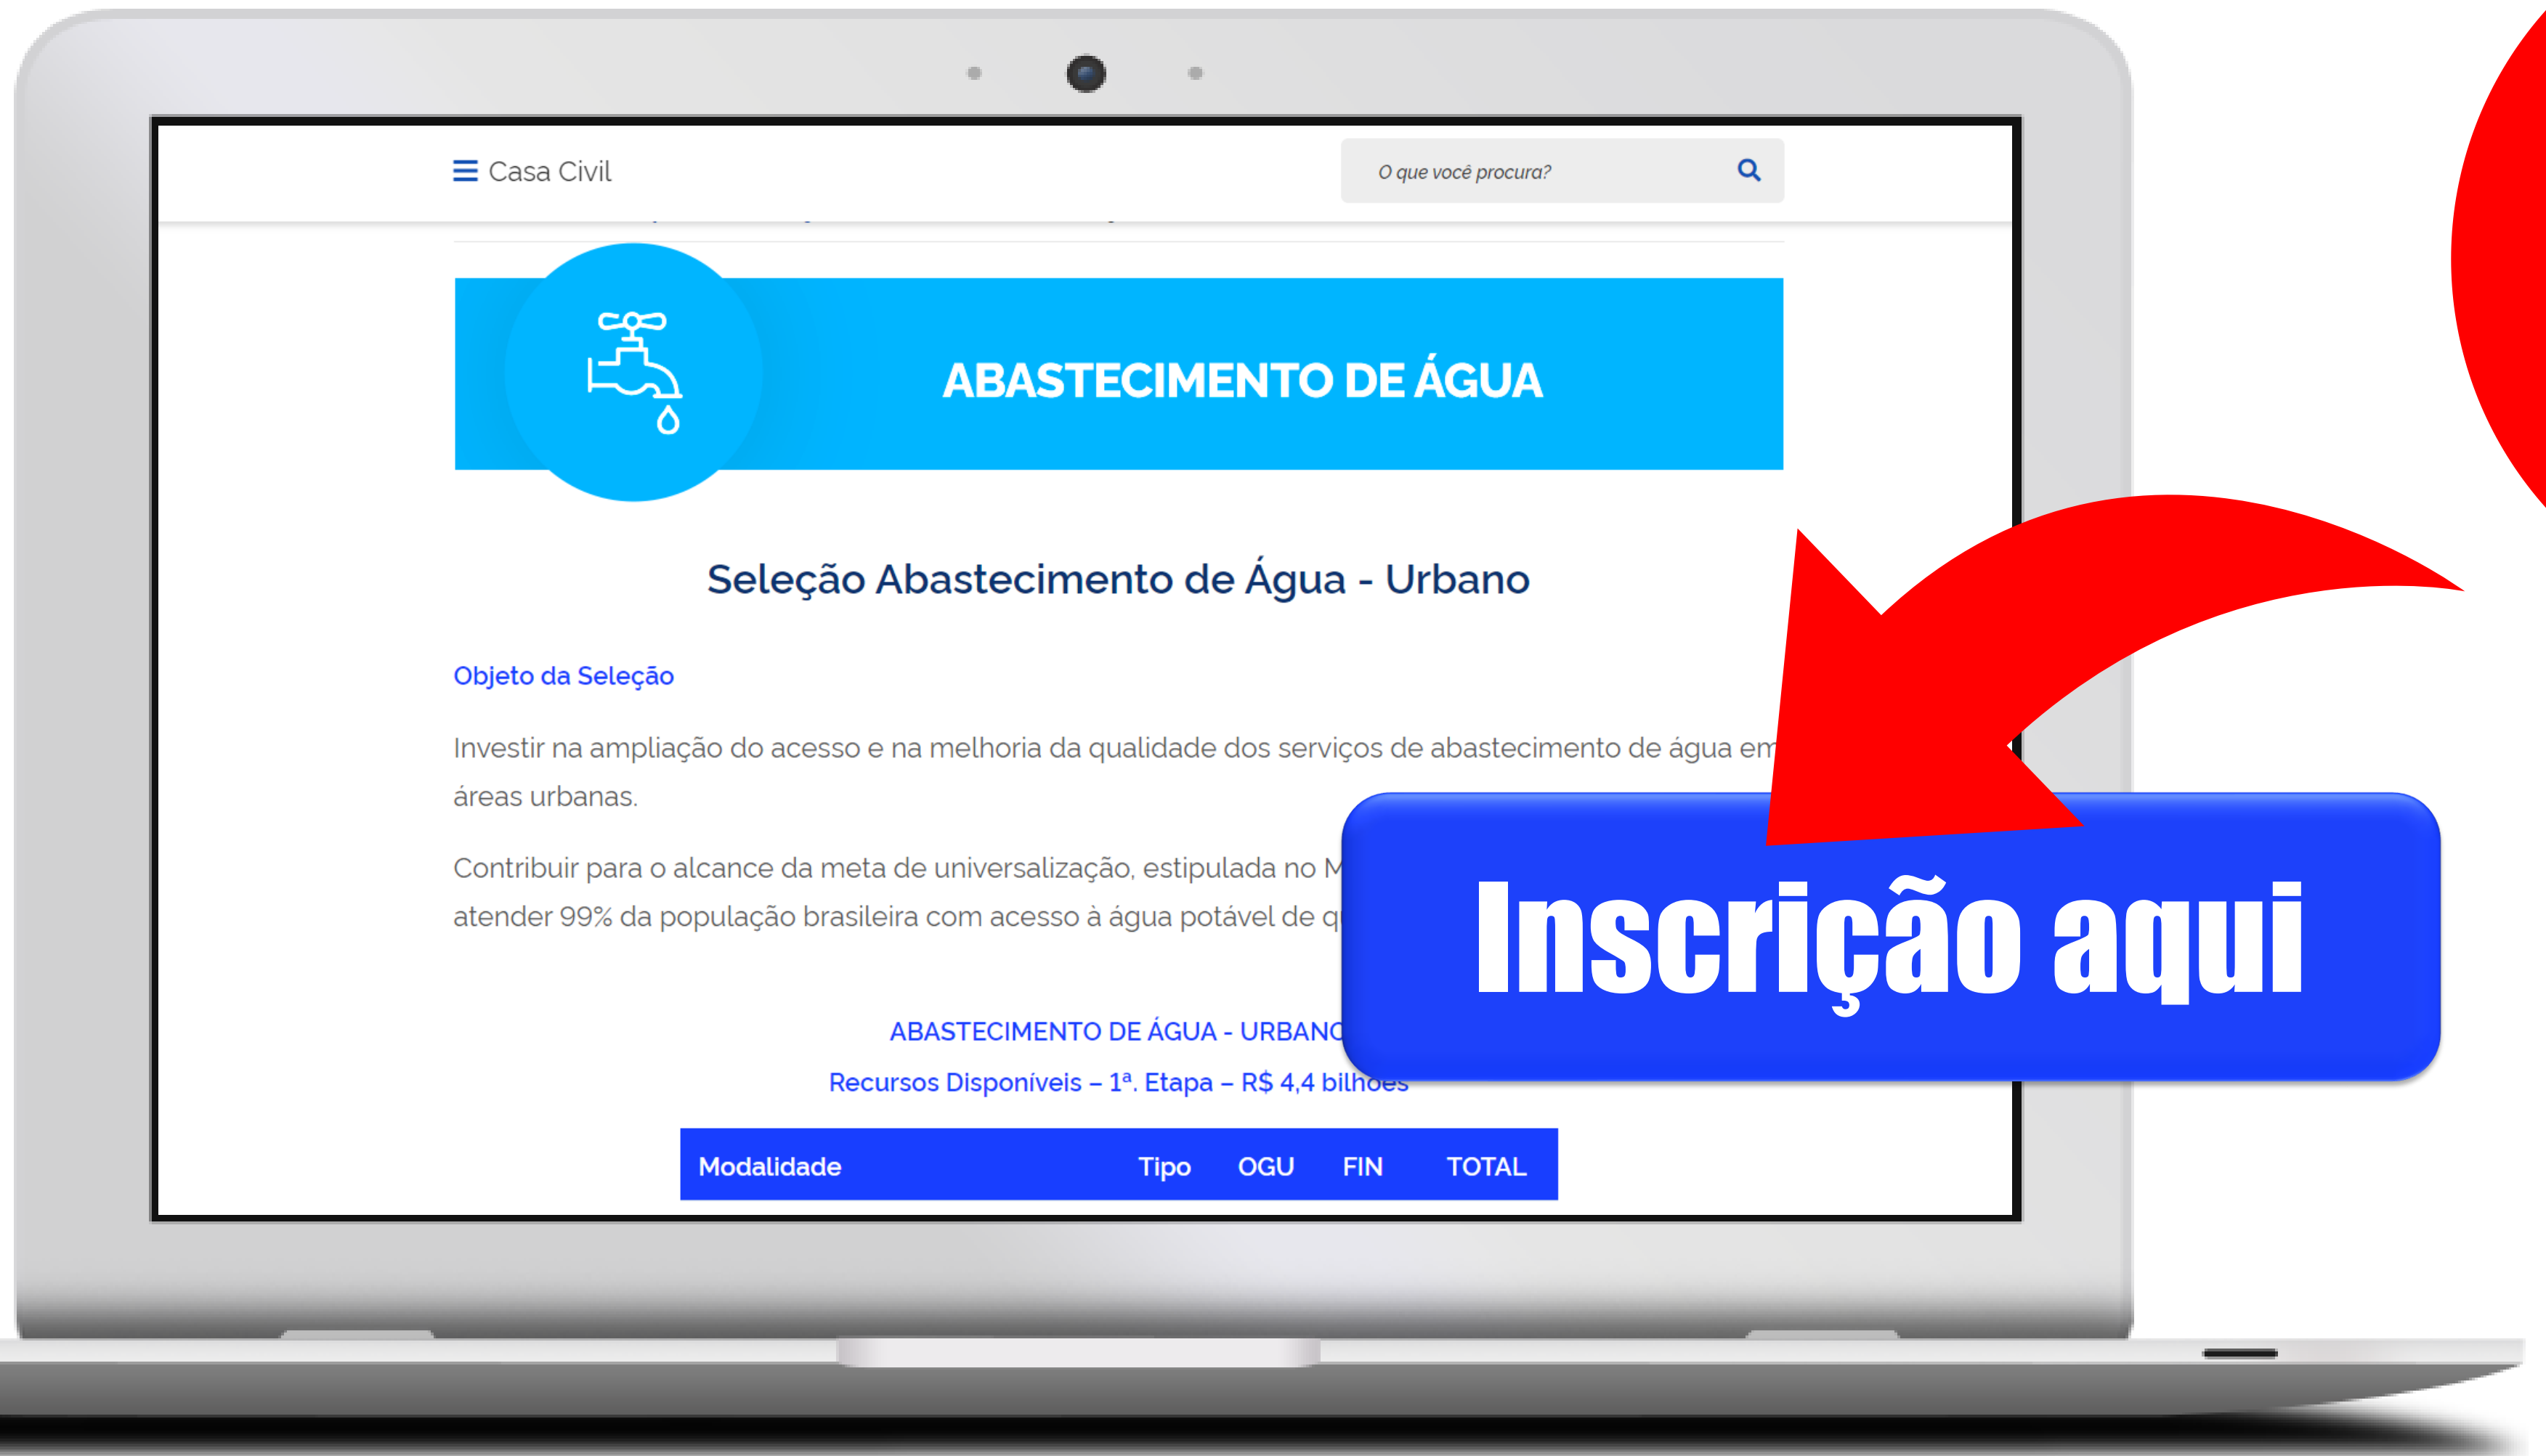 Casa Civil
O que você procura?
ABASTECIMENTO DE ÁGUA
Seleção Abastecimento de Água - Urbano
Objeto da Seleção
Investir na ampliação do acesso e na melhoria da qualidade dos serviços de abastecimento de água em
áreas urbanas.
Contribuir para o alcance da meta de universalização, estipulada no
atender 99% da população brasileira com acesso à água potável de
Inscrição aqui
ABASTECIMENTO DE ÁGUA - URBANO
Recursos Disponíveis – 1ª. Etapa – R$ 4,4 bilhões
Modalidade Tipo OGU FIN TOTAL